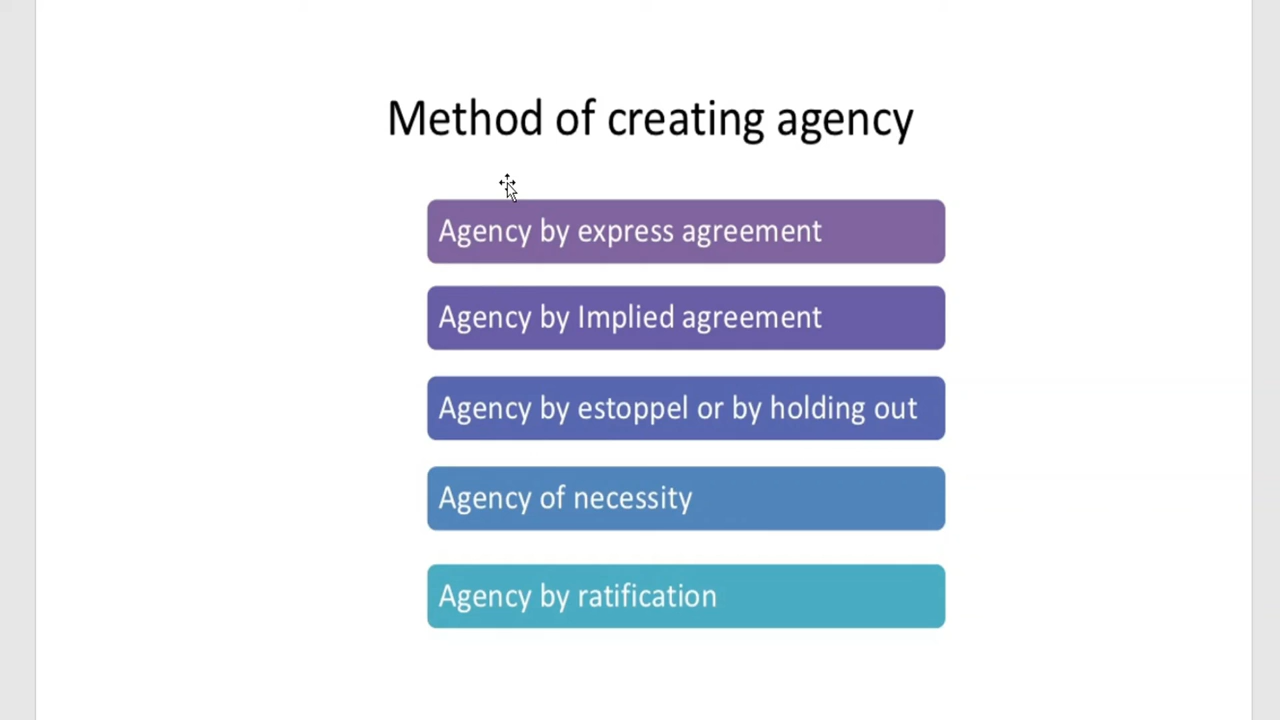 Method of creating agency
Agency by express agreement
Agency by Implied agreement
Agency by estoppel or by holding out
Agency of necessity
Agency by ratification